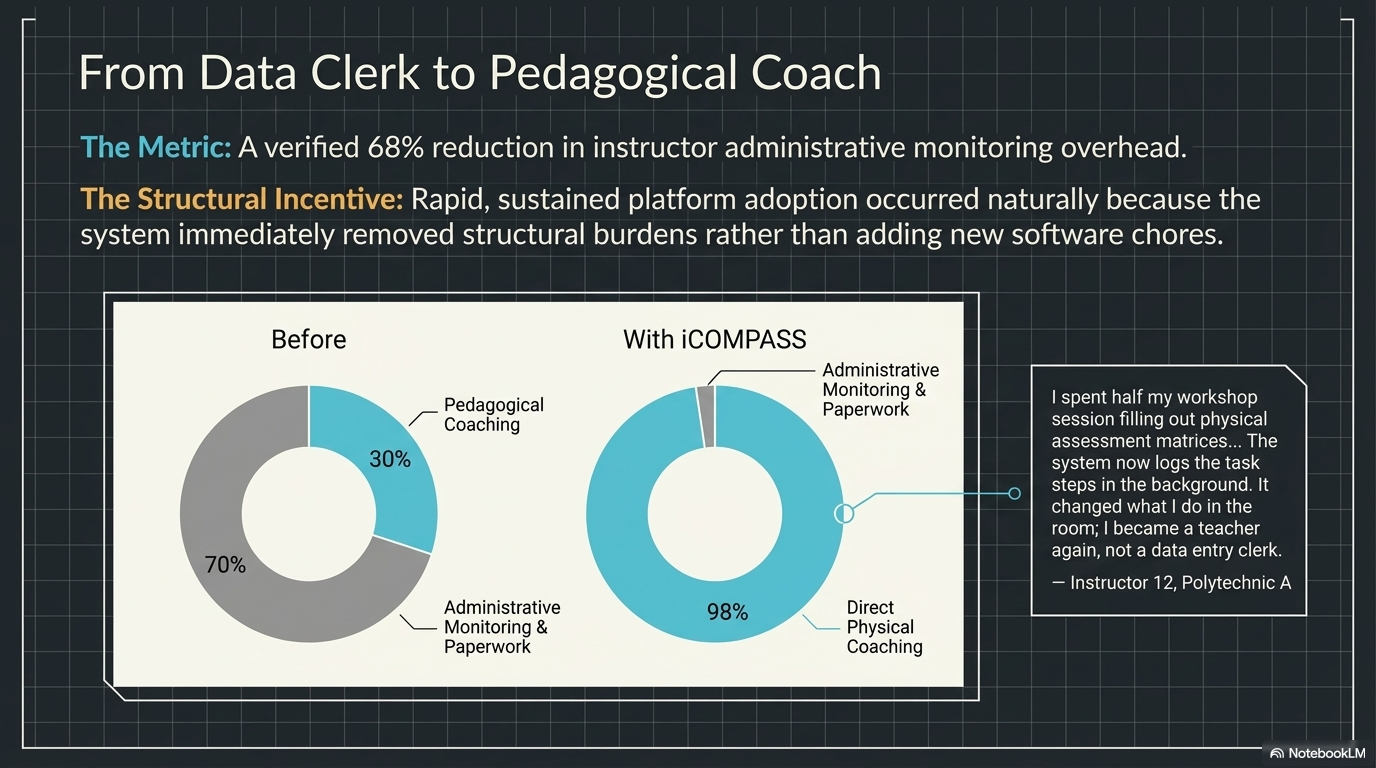 From Data Clerk to Pedagogical Coach
The Metric: A verified 68% reduction in instructor administrative monitoring overhead.
The Structural Incentive: Rapid, sustained platform adoption occurred naturally because the
system immediately removed structural burdens rather than adding new software chores.
Before
Pedagogical
Coaching
30%
70%
Administrative
Monitoring &
Paperwork
With iCOMPASS
Administrative
Monitoring &
Paperwork
98%
Direct
Physical
Coaching
I spent half my workshop
session filling out physical
assessment matrices... The
system now logs the task
steps in the background. It
changed what I do in the
room; I became a teacher
again, not a data entry clerk.
— Instructor 12, Polytechnic A
NotebookLM